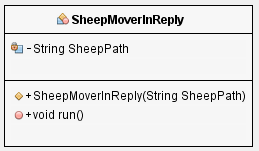 SheepMoverInReply
- String SheepPath
+ SheepMoverInReply(String SheepPath)
+ void run()